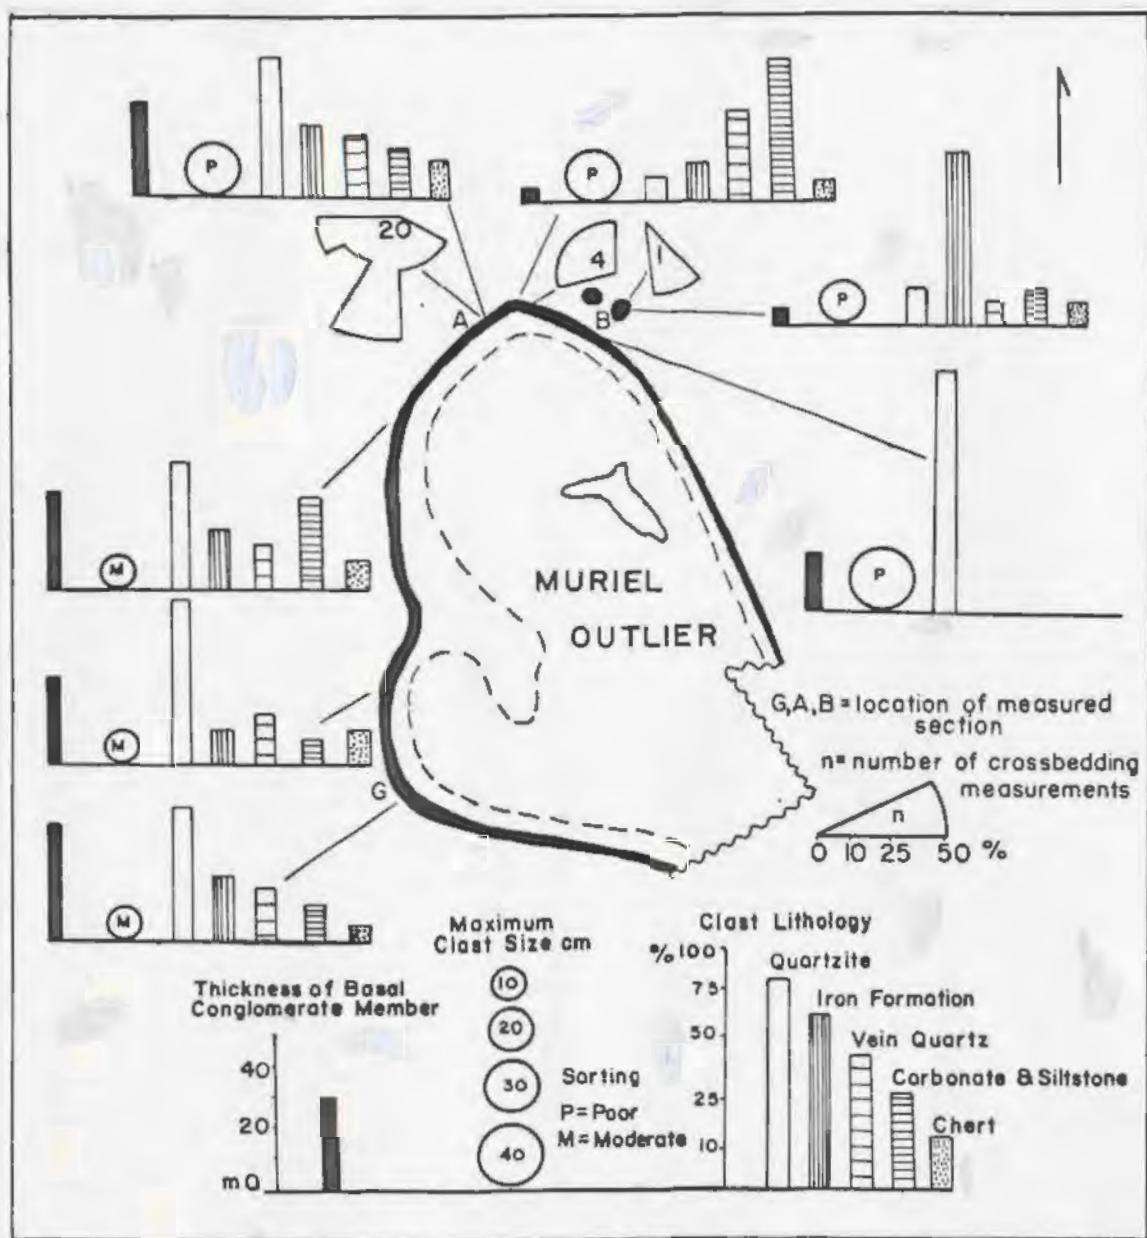 P
P
20
4
1
P
A
B
M
P
MURIEL
OUTLIER
M
G,A,B = location of measured
section
n= number of crossbedding
measurements
n
0 10 25 50 %
G
M
Maximum
Clast Size cm
10
20
30
40
Sorting
P = Poor
M = Moderate
Clast Lithology
% 100
75
50
25
10
Quartzite
Iron Formation
Vein Quartz
Carbonate & Siltstone
Chert
Thickness of Basal
Conglomerate Member
40
20
m 0